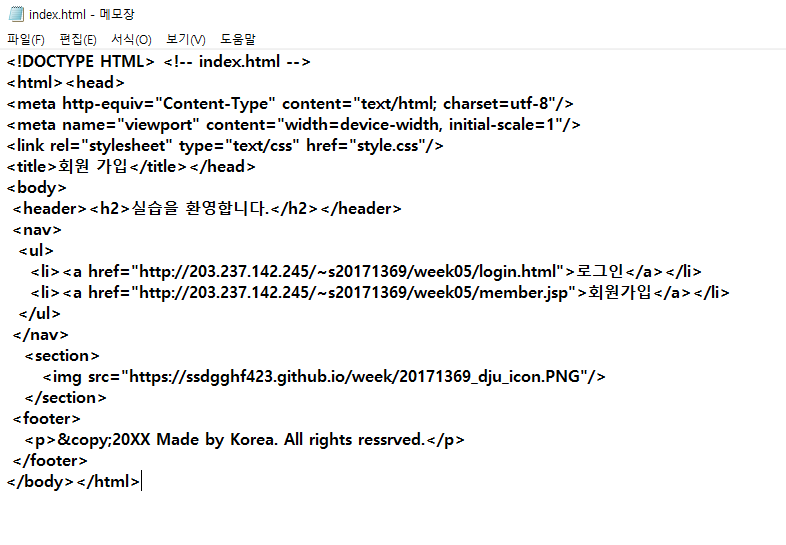 index.html - 메모장
파일(F) 편집(E) 서식(O) 보기(V) 도움말
<!DOCTYPE HTML> <!-- index.html -->
<html><head>
<meta http-equiv="Content-Type" content="text/html; charset=utf-8"/>
<meta name="viewport" content="width=device-width, initial-scale=1"/>
<link rel="stylesheet" type="text/css" href="style.css"/>
<title>회원 가입</title></head>
<body>
<header><h2>실습을 환영합니다.</h2></header>
<nav>
<ul>
<li><a href="http://203.237.142.245/~s20171369/week05/login.html">로그인</a></li>
<li><a href="http://203.237.142.245/~s20171369/week05/member.jsp">회원가입</a></li>
</ul>
</nav>
<section>
<img src="https://ssdgghf423.github.io/week/20171369_dju_icon.PNG"/>
</section>
<footer>
<p>&copy;20XX Made by Korea. All rights ressrved.</p>
</footer>
</body></html>